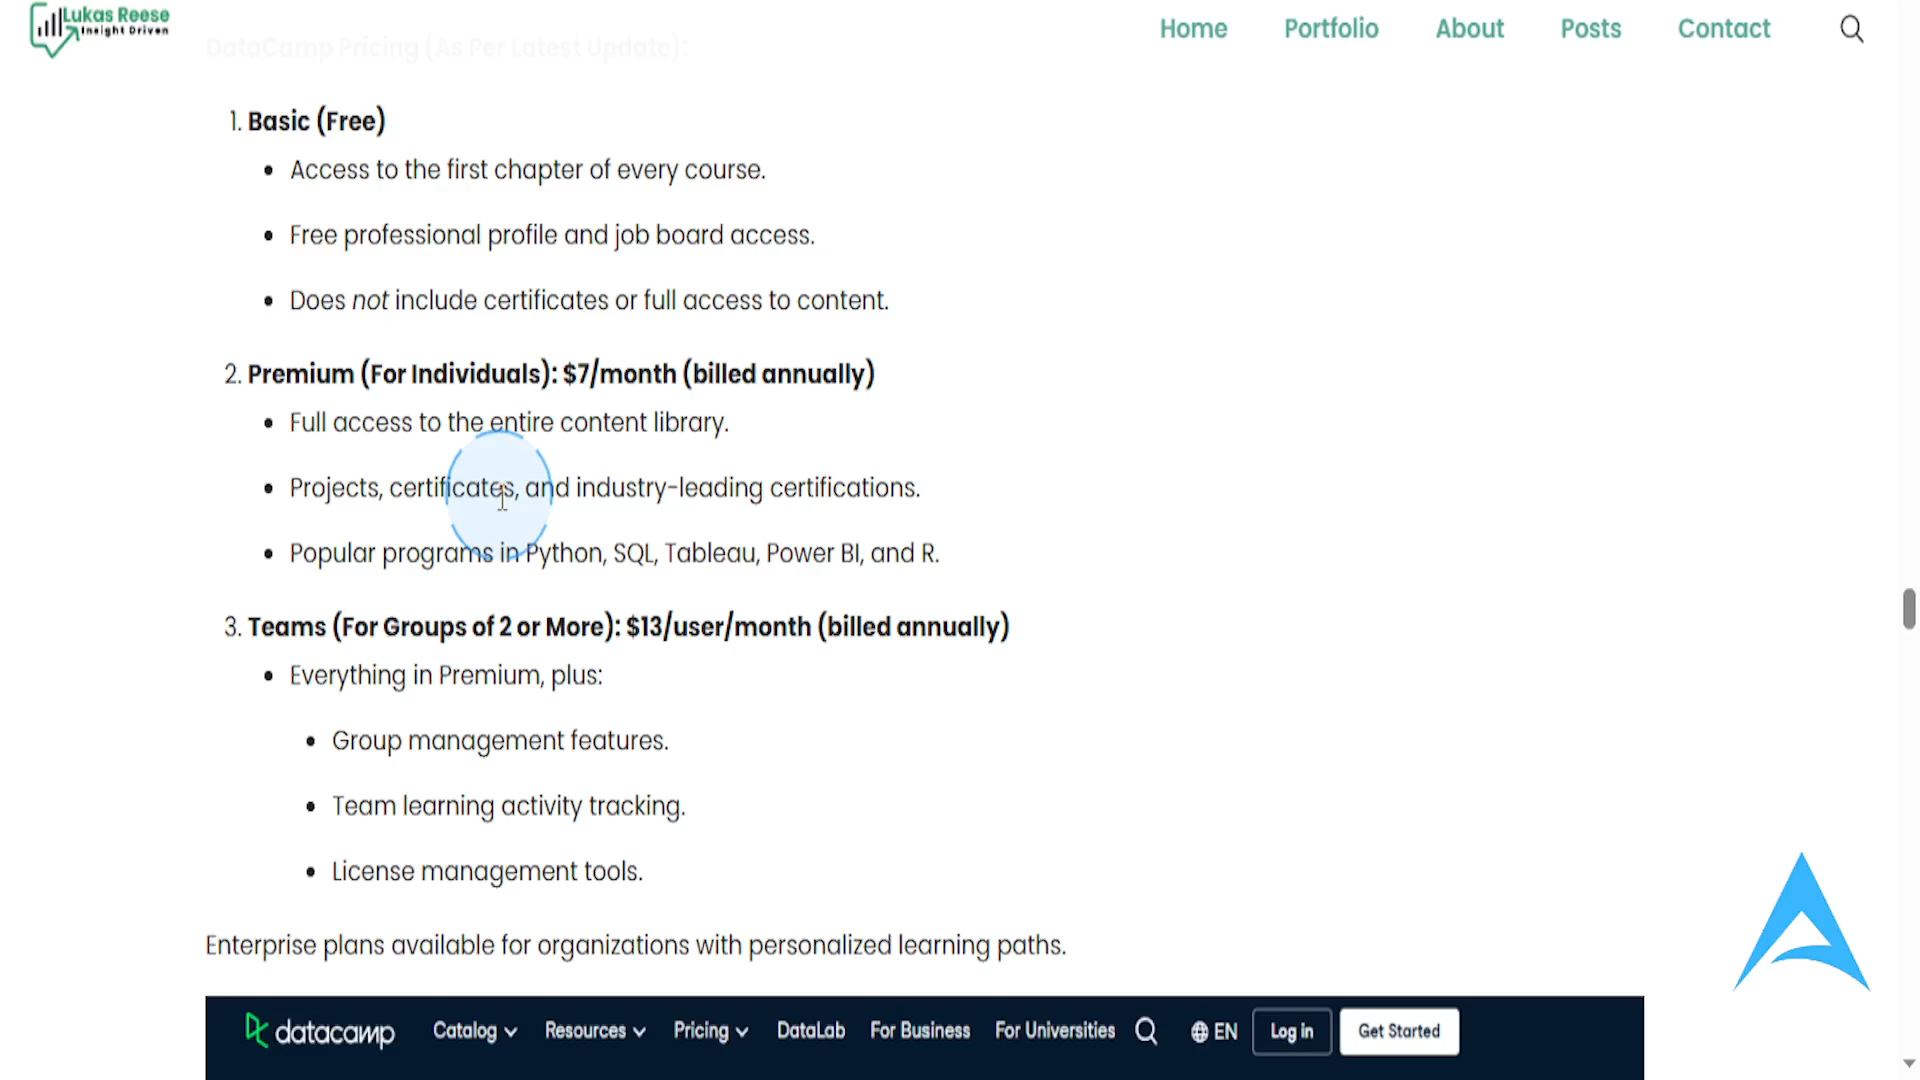 Lukas Reese
Insight Driven
Home Portfolio About Posts Contact
DataCamp Pricing (As Per Latest Update):
1. Basic (Free)
• Access to the first chapter of every course.
• Free professional profile and job board access.
• Does not include certificates or full access to content.
2. Premium (For Individuals): $7/month (billed annually)
• Full access to the entire content library.
• Projects, certificates, and industry-leading certifications.
• Popular programs in Python, SQL, Tableau, Power BI, and R.
3. Teams (For Groups of 2 or More): $13/user/month (billed annually)
• Everything in Premium, plus:
• Group management features.
• Team learning activity tracking.
• License management tools.
Enterprise plans available for organizations with personalized learning paths.
datacamp Catalog Resources Pricing DataLab For Business For Universities EN Log in Get Started